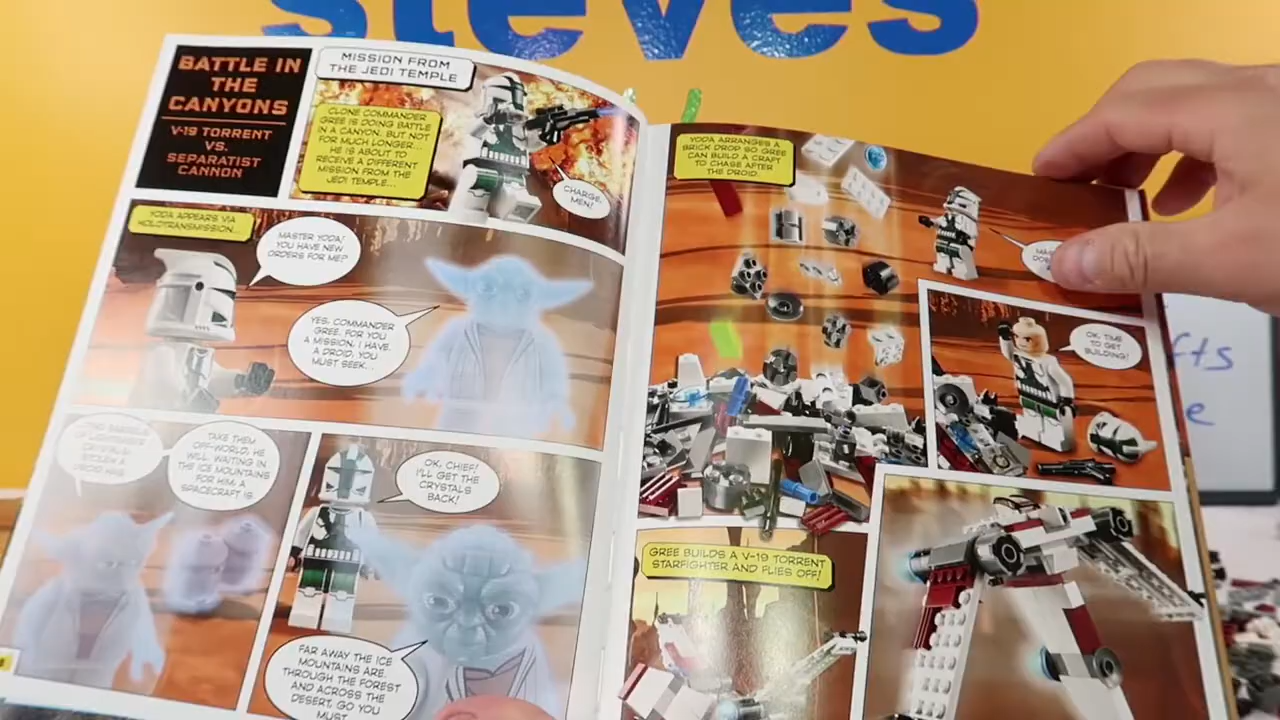 steves
BATTLE IN
THE
CANYONS
V-19 TORRENT
VS.
SEPARATIST
CANNON
MISSION FROM
THE JEDI TEMPLE
CLONE COMMANDER
GREE IS DOING BATTLE
IN A CANYON. BUT NOT
FOR MUCH LONGER...
HE IS ABOUT TO
RECEIVE A DIFFERENT
MISSION FROM THE
JEDI TEMPLE...
CHARGE,
MEN!
YODA APPEARS VIA
HOLOTRANSMISSION...
MASTER YODA!
YOU HAVE NEW
ORDERS FOR ME?
YES, COMMANDER
GREE. FOR YOU
A MISSION, I HAVE.
A DROID, YOU
MUST SEEK...
LIGHTSABER
CRYSTALS
TAKE THEM
OFF-WORLD, HE
WILL. WAITING IN
THE ICE MOUNTAINS
FOR HIM, A
SPACECRAFT IS.
OK, CHIEF!
I'LL GET THE
CRYSTALS
BACK!
FAR AWAY THE ICE
MOUNTAINS ARE.
THROUGH THE FOREST
AND ACROSS THE
DESERT, GO YOU
MUST
YODA ARRANGES A
BRICK DROP SO GREE
CAN BUILD A CRAFT
TO CHASE AFTER
THE DROID.
OK, TIME
TO GET
BUILDING!
GREE BUILDS A V-19 TORRENT
STARFIGHTER AND FLIES OFF!
fts
e